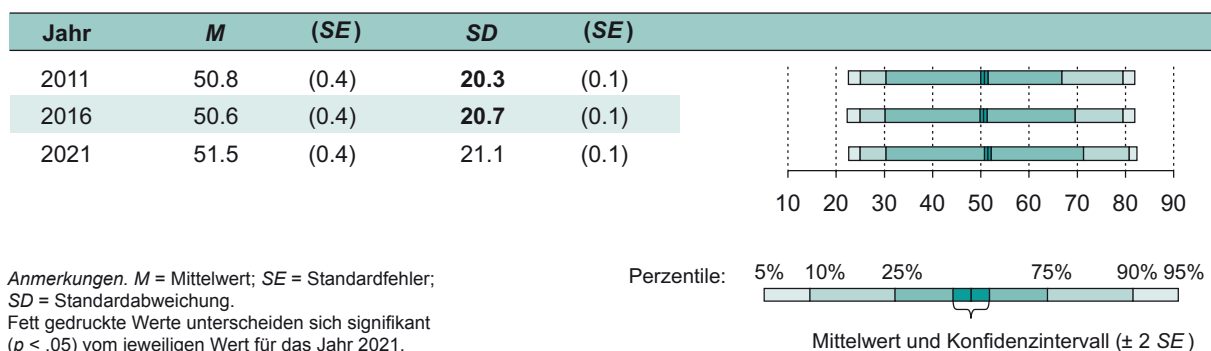 Jahr M (SE) SD (SE)
2011 50.8 (0.4) 20.3 (0.1)
2016 50.6 (0.4) 20.7 (0.1)
2021 51.5 (0.4) 21.1 (0.1)
10 20 30 40 50 60 70 80 90
Anmerkungen. M = Mittelwert; SE = Standardfehler;
SD = Standardabweichung.
Fett gedruckte Werte unterscheiden sich signifikant
(p < .05) vom jeweiligen Wert für das Jahr 2021.
Perzentile: 5% 10% 25% 75% 90% 95%
Mittelwert und Konfidenzintervall (± 2 SE)